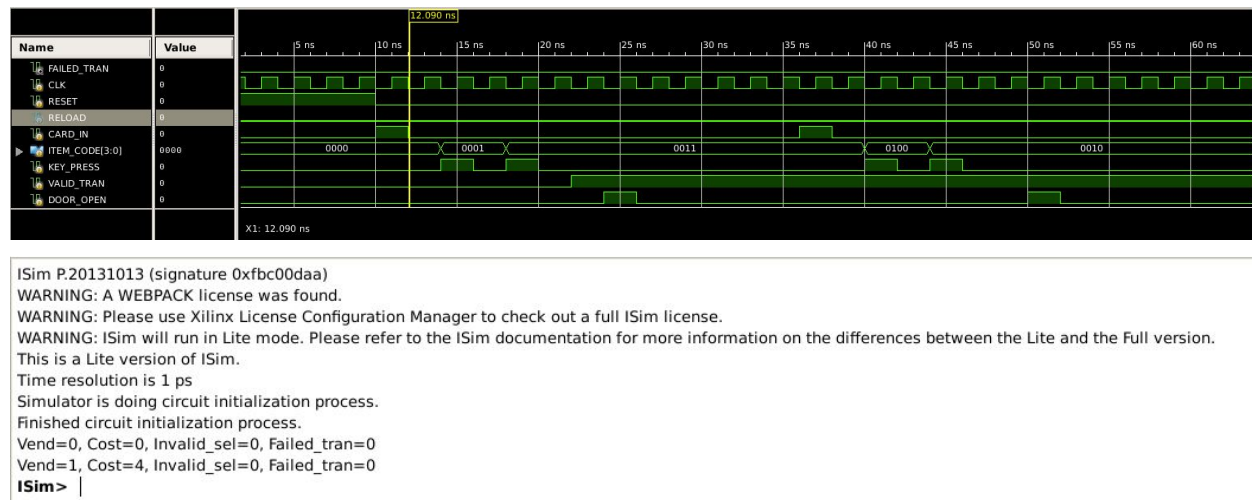 12.090 ns
Name Value
5 ns 10 ns 15 ns 20 ns 25 ns 30 ns 35 ns 40 ns 45 ns 50 ns 55 ns 60 ns
FAILED_TRAN 0
CLK 0
RESET 0
RELOAD 0
CARD_IN 0
ITEM_CODE[3:0] 0000 0000 0001 0011 0100 0010
KEY_PRESS 0
VALID_TRAN 0
DOOR_OPEN 0
X1: 12.090 ns
ISim P.20131013 (signature 0xfbc00daa)
WARNING: A WEBPACK license was found.
WARNING: Please use Xilinx License Configuration Manager to check out a full ISim license.
WARNING: ISim will run in Lite mode. Please refer to the ISim documentation for more information on the differences between the Lite and the Full version.
This is a Lite version of ISim.
Time resolution is 1 ps
Simulator is doing circuit initialization process.
Finished circuit initialization process.
Vend=0, Cost=0, Invalid_sel=0, Failed_tran=0
Vend=1, Cost=4, Invalid_sel=0, Failed_tran=0
ISim>